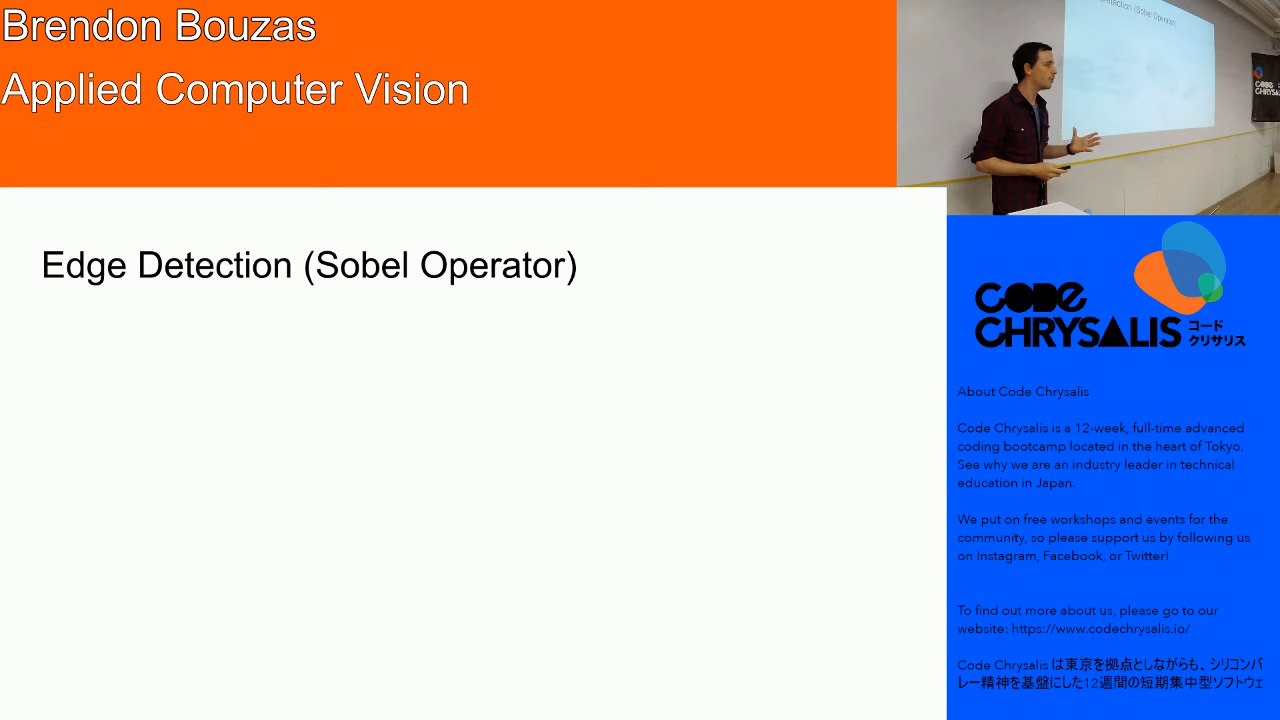 Brendon Bouzas
Applied Computer Vision
Detection (Sobel Operator)
CODE
CHRYSA
Edge Detection (Sobel Operator)
CODE
CHRYSALIS コード
クリサリス
About Code Chrysalis
Code Chrysalis is a 12-week, full-time advanced
coding bootcamp located in the heart of Tokyo.
See why we are an industry leader in technical
education in Japan.
We put on free workshops and events for the
community, so please support us by following us
on Instagram, Facebook, or Twitter!
To find out more about us, please go to our
website: https://www.codechrysalis.io/
Code Chrysalis は東京を拠点としながらも、シリコンバ
レー精神を基盤にした12週間の短期集中型ソフトウェ